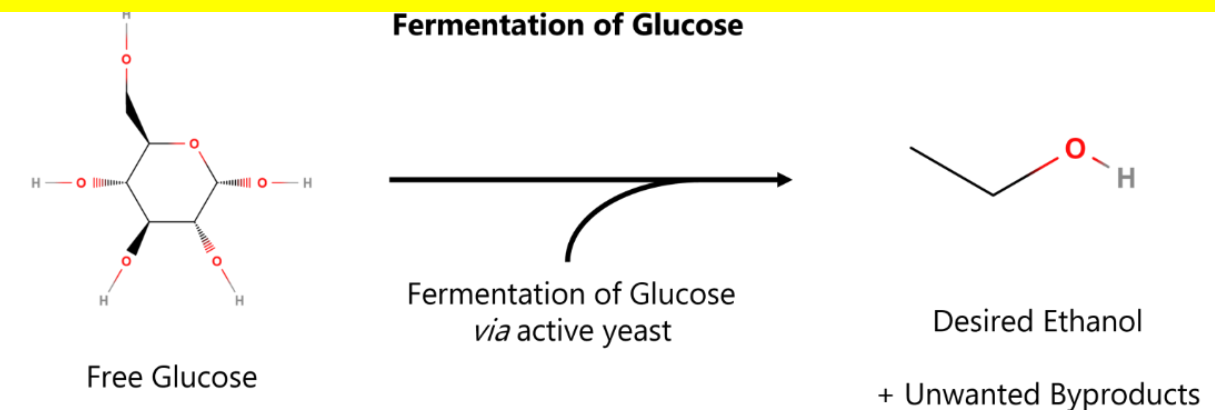 Fermentation of Glucose
H
O
O
H
O
O
H
O
O
H
H
O
H
Fermentation of Glucose
via active yeast
Free Glucose
Desired Ethanol
+ Unwanted Byproducts